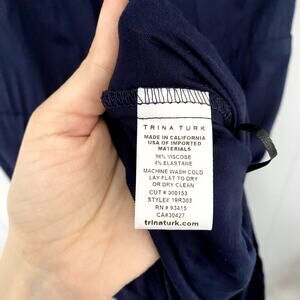 TRINA TURK
MADE IN CALIFORNIA
USA OF IMPORTED
MATERIALS
96% VISCOSE
4% ELASTANE
MACHINE WASH COLD
LAY FLAT TO DRY
OR DRY CLEAN
CUT # 000153
STYLE# 19R303
RN # 93415
CA#30427
trinaturk.com